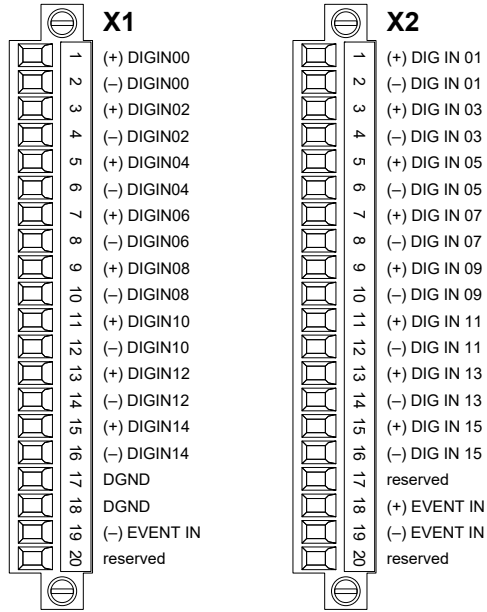 X1
1 (+) DIGIN00
2 (–) DIGIN00
3 (+) DIGIN02
4 (–) DIGIN02
5 (+) DIGIN04
6 (–) DIGIN04
7 (+) DIGIN06
8 (–) DIGIN06
9 (+) DIGIN08
10 (–) DIGIN08
11 (+) DIGIN10
12 (–) DIGIN10
13 (+) DIGIN12
14 (–) DIGIN12
15 (+) DIGIN14
16 (–) DIGIN14
17 DGND
18 DGND
19 (–) EVENT IN
20 reserved
X2
1 (+) DIG IN 01
2 (–) DIG IN 01
3 (+) DIG IN 03
4 (–) DIG IN 03
5 (+) DIG IN 05
6 (–) DIG IN 05
7 (+) DIG IN 07
8 (–) DIG IN 07
9 (+) DIG IN 09
10 (–) DIG IN 09
11 (+) DIG IN 11
12 (–) DIG IN 11
13 (+) DIG IN 13
14 (–) DIG IN 13
15 (+) DIG IN 15
16 (–) DIG IN 15
17 reserved
18 (+) EVENT IN
19 (–) EVENT IN
20 reserved